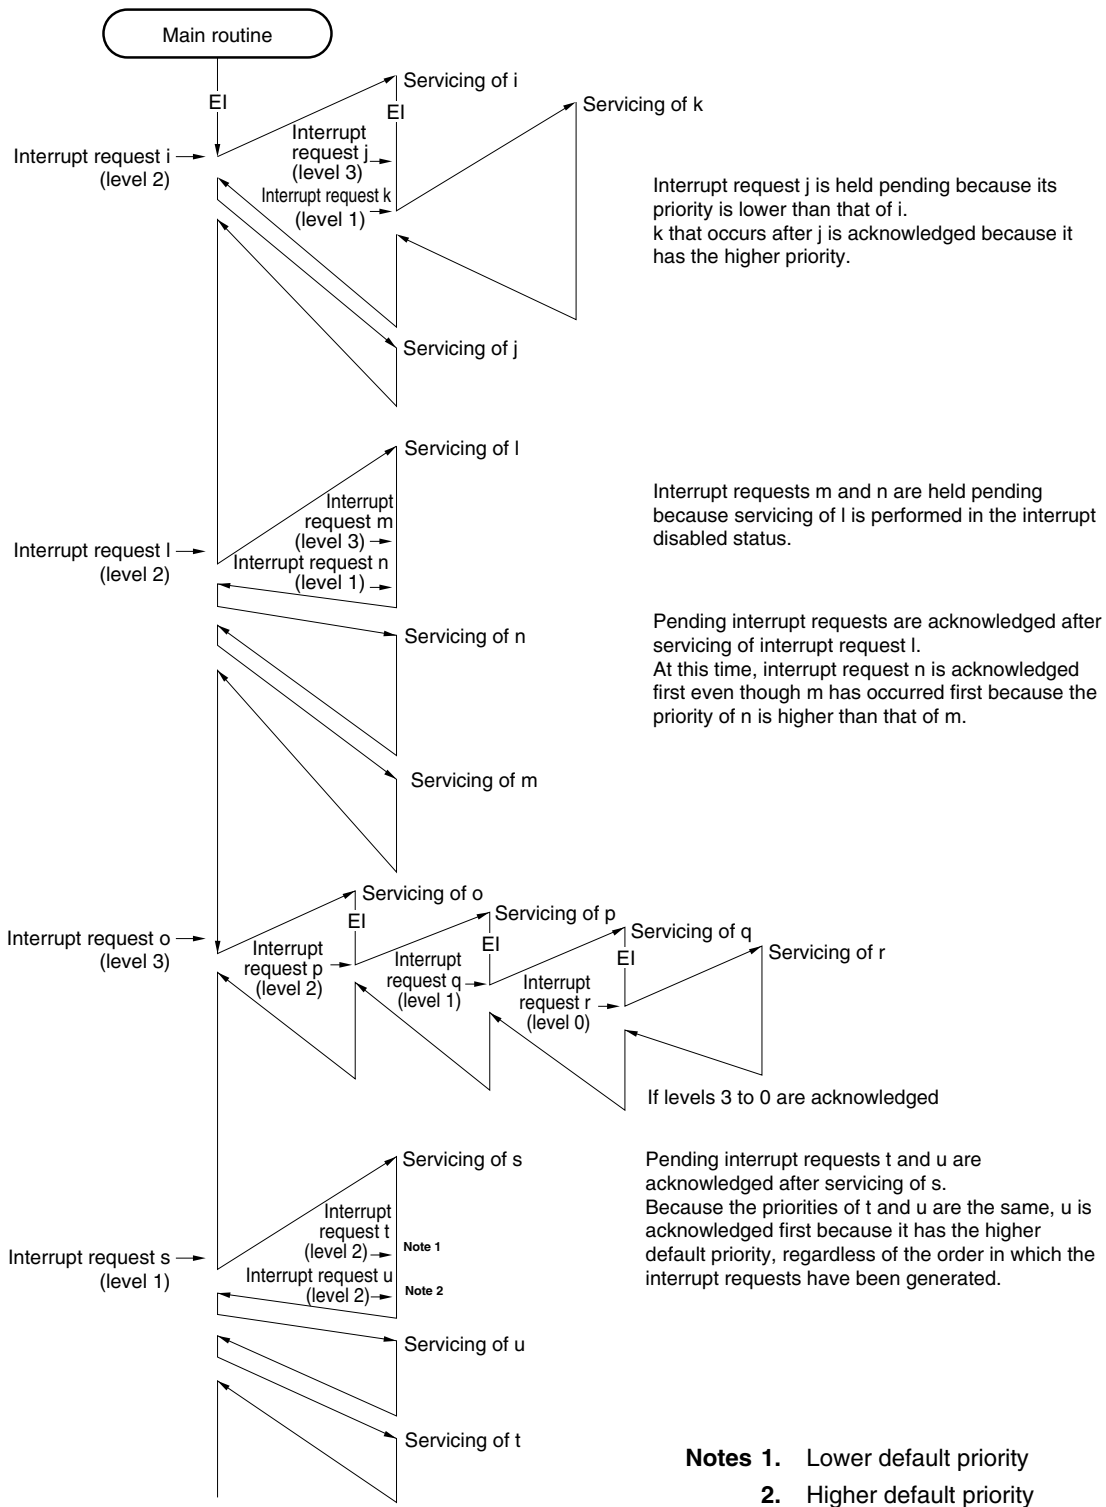 Main routine
EI
Servicing of i
EI
Servicing of k
Interrupt request i
(level 2)
Interrupt
request j
(level 3)
Interrupt request k
(level 1)
Interrupt request j is held pending because its
priority is lower than that of i.
k that occurs after j is acknowledged because it
has the higher priority.
Servicing of j
Servicing of l
Interrupt request l
(level 2)
Interrupt
request m
(level 3)
Interrupt request n
(level 1)
Interrupt requests m and n are held pending
because servicing of l is performed in the interrupt
disabled status.
Servicing of n
Pending interrupt requests are acknowledged after
servicing of interrupt request l.
At this time, interrupt request n is acknowledged
first even though m has occurred first because the
priority of n is higher than that of m.
Servicing of m
Interrupt request o
(level 3)
Servicing of o
EI
Interrupt
request p
(level 2)
Servicing of p
EI
Interrupt
request q
(level 1)
Servicing of q
EI
Interrupt
request r
(level 0)
Servicing of r
If levels 3 to 0 are acknowledged
Servicing of s
Interrupt request s
(level 1)
Interrupt
request t
(level 2)
Note 1
Interrupt request u
(level 2)
Note 2
Pending interrupt requests t and u are
acknowledged after servicing of s.
Because the priorities of t and u are the same, u is
acknowledged first because it has the higher
default priority, regardless of the order in which the
interrupt requests have been generated.
Servicing of u
Servicing of t
Notes 1. Lower default priority
2. Higher default priority